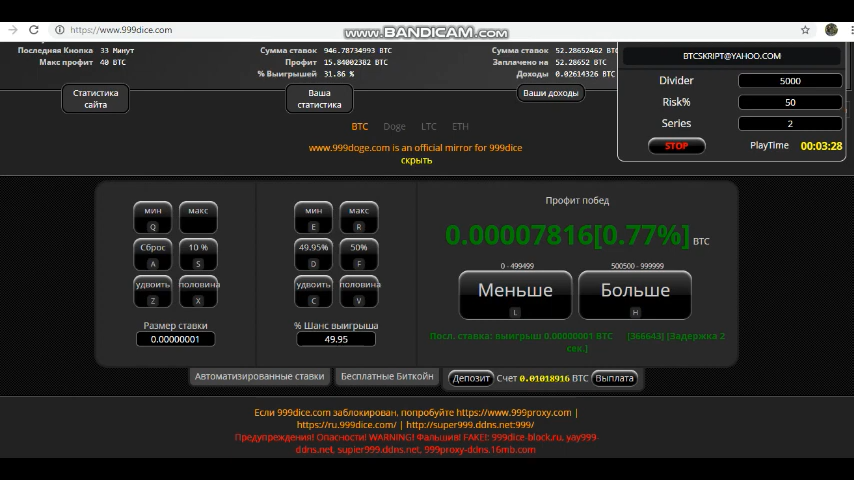 https://www.999dice.com
www.BANDICAM.com
Последняя Кнопка 33 Минут
Макс профит 40 BTC
Сумма ставок 946.78734993 BTC
Профит 15.84002382 BTC
% Выигрышей 31.86 %
Сумма ставок 52.28652462 BTC
Заплачено на 52.28652 BTC
Доходы 0.02614326 BTC
BTCSKRIPT@YAHOO.COM
Divider 5000
Risk% 50
Series 2
STOP PlayTime 00:03:28
Статистика сайта
Ваша статистика
Ваши доходы
BTC Doge LTC ETH
www.999doge.com is an official mirror for 999dice
скрыть
мин Q
макс
Сброс A
10 % S
удвоить Z
половина X
Размер ставки
0.00000001
мин E
макс R
49.95% D
50% F
удвоить C
половина V
% Шанс выигрыша
49.95
Профит побед
0.00007816[0.77%] BTC
0 - 499499
500500 - 999999
Меньше L
Больше H
Посл. ставка: выигрыш 0.00000001 BTC [366643] [Задержка 2
сек.]
Автоматизированные ставки
Бесплатные Биткойн
Депозит Счет 0.01018916 BTC Выплата
Если 999dice.com заблокирован, попробуйте https://www.999proxy.com |
https://ru.999dice.com/ | http://super999.ddns.net:999/
Предупреждения! Опасности! WARNING! Фальшия! FAKE!: 999dice-block.ru, yay999-
ddns.net, supier999.ddns.net, 999proxy-ddns.16mb.com